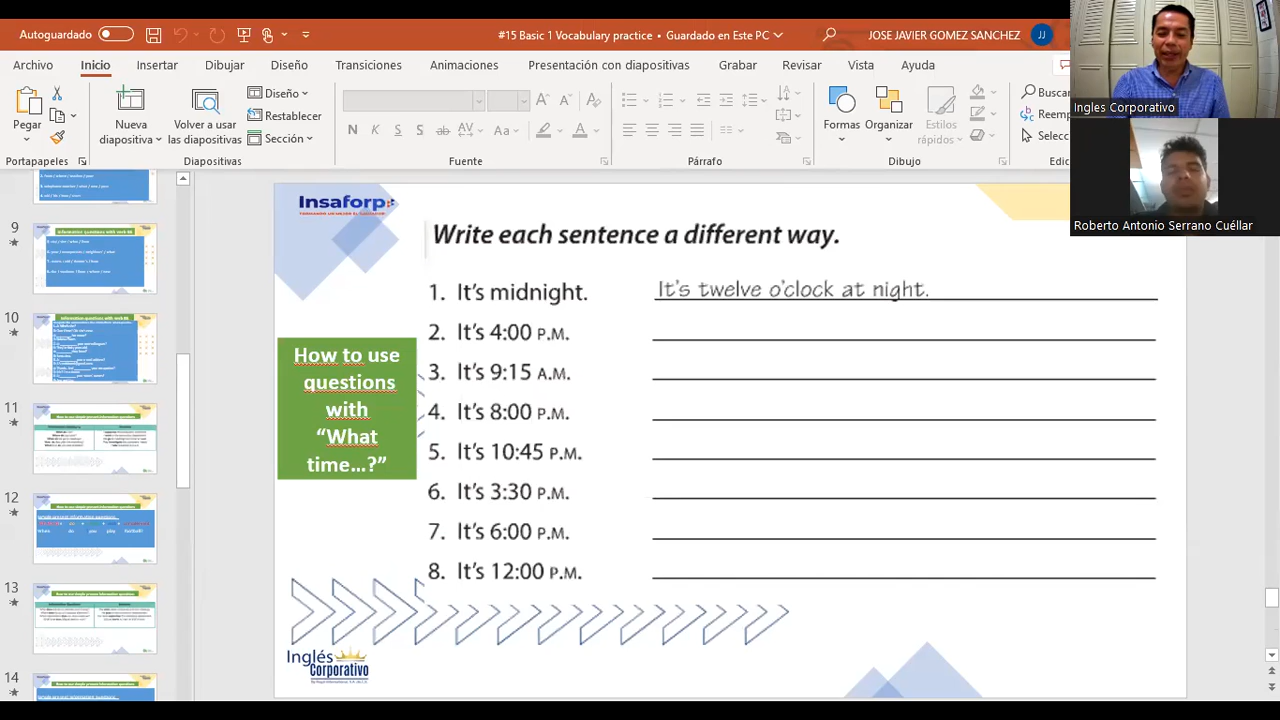 Autoguardado
#15 Basic 1 Vocabulary practice • Guardado en Este PC
JOSE JAVIER GOMEZ SANCHEZ
JJ
Archivo Inicio Insertar Dibujar Diseño Transiciones Animaciones Presentación con diapositivas Grabar Revisar Vista Ayuda
Pegar
Nueva diapositiva
Volver a usar las diapositivas
Diseño
Restablecer
Sección
Formas
Organizar
Estilos rápidos
Buscar
Reem
Selecc
Portapapeles Diapositivas Fuente Párrafo Dibujo Edi
Ingles Corporativo
Roberto Antonio Serrano Cuéllar
9
10
11
12
13
14
Insaforp
Write each sentence a different way.
1. It's midnight. It's twelve o'clock at night.
2. It's 4:00 P.M.
3. It's 9:15 A.M.
4. It's 8:00 P.M.
5. It's 10:45 P.M.
6. It's 3:30 P.M.
7. It's 6:00 P.M.
8. It's 12:00 P.M.
How to use
questions
with
“What
time…?”
Inglés
Corporativo